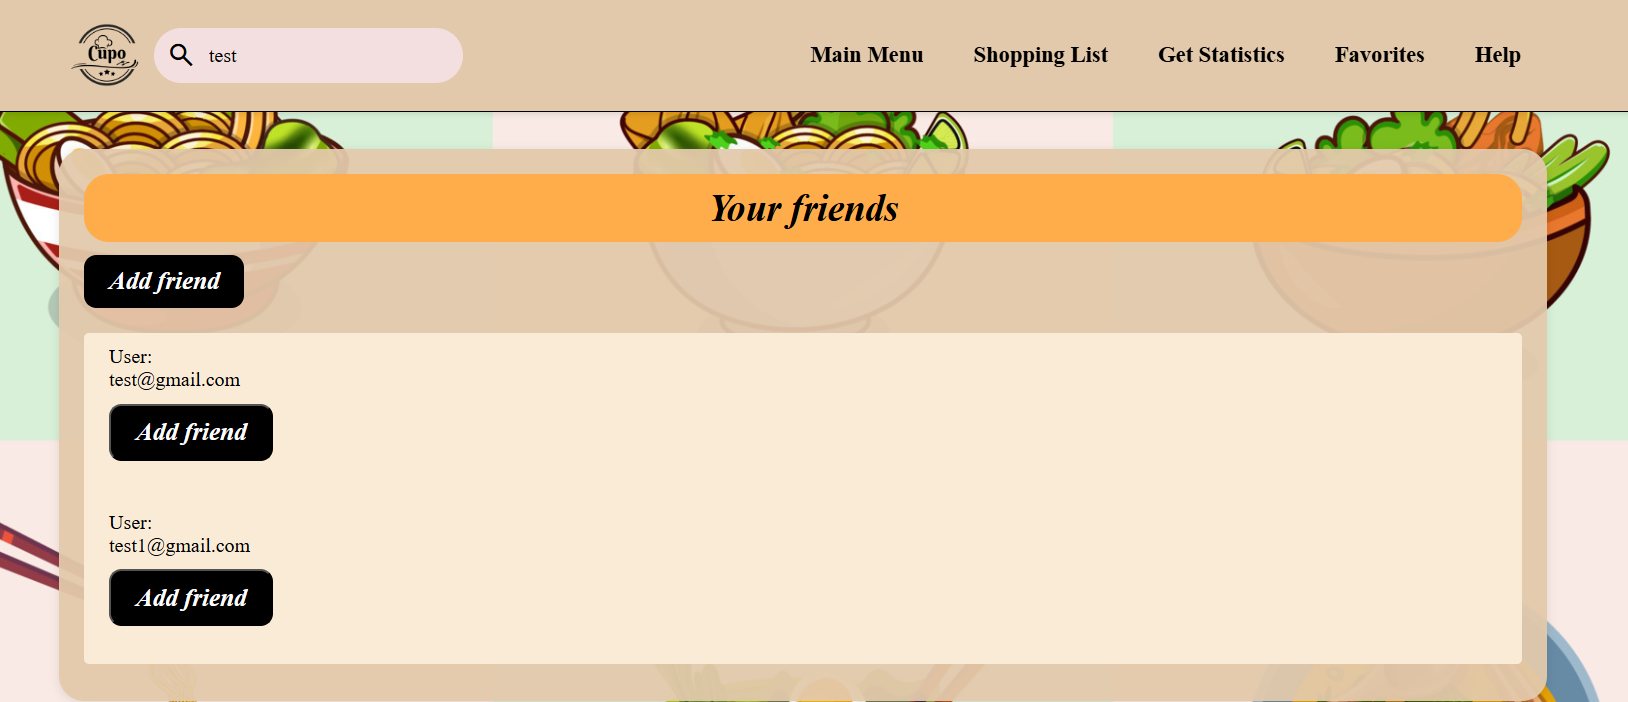 Cupo
test
Main Menu
Shopping List
Get Statistics
Favorites
Help
Your friends
Add friend
User:
test@gmail.com
Add friend
User:
test1@gmail.com
Add friend